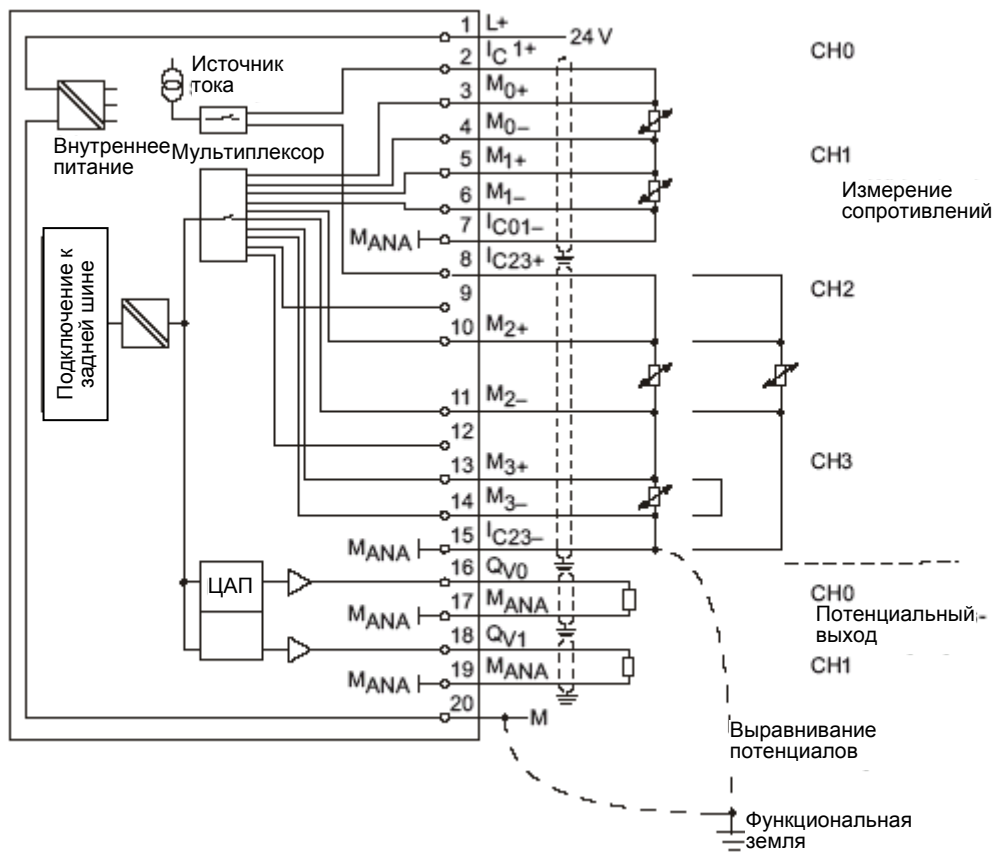 1 L+
24 V
2 IC 1+
CH0
Источник
тока
3 M0+
4 M0–
Внутреннее
питание
Мультиплексор
5 M1+
CH1
6 M1–
Измерение
сопротивлений
MANA 7 IC01–
8 IC23+
9
CH2
Подключение к
задней шине
10 M2+
11 M2–
12
13 M3+
CH3
14 M3–
MANA 15 IC23–
16 QV0
ЦАП
CH0
MANA 17 MANA
Потенциальный-
выход
18 QV1
CH1
MANA 19 MANA
20
M
Выравнивание
потенциалов
Функциональная
земля